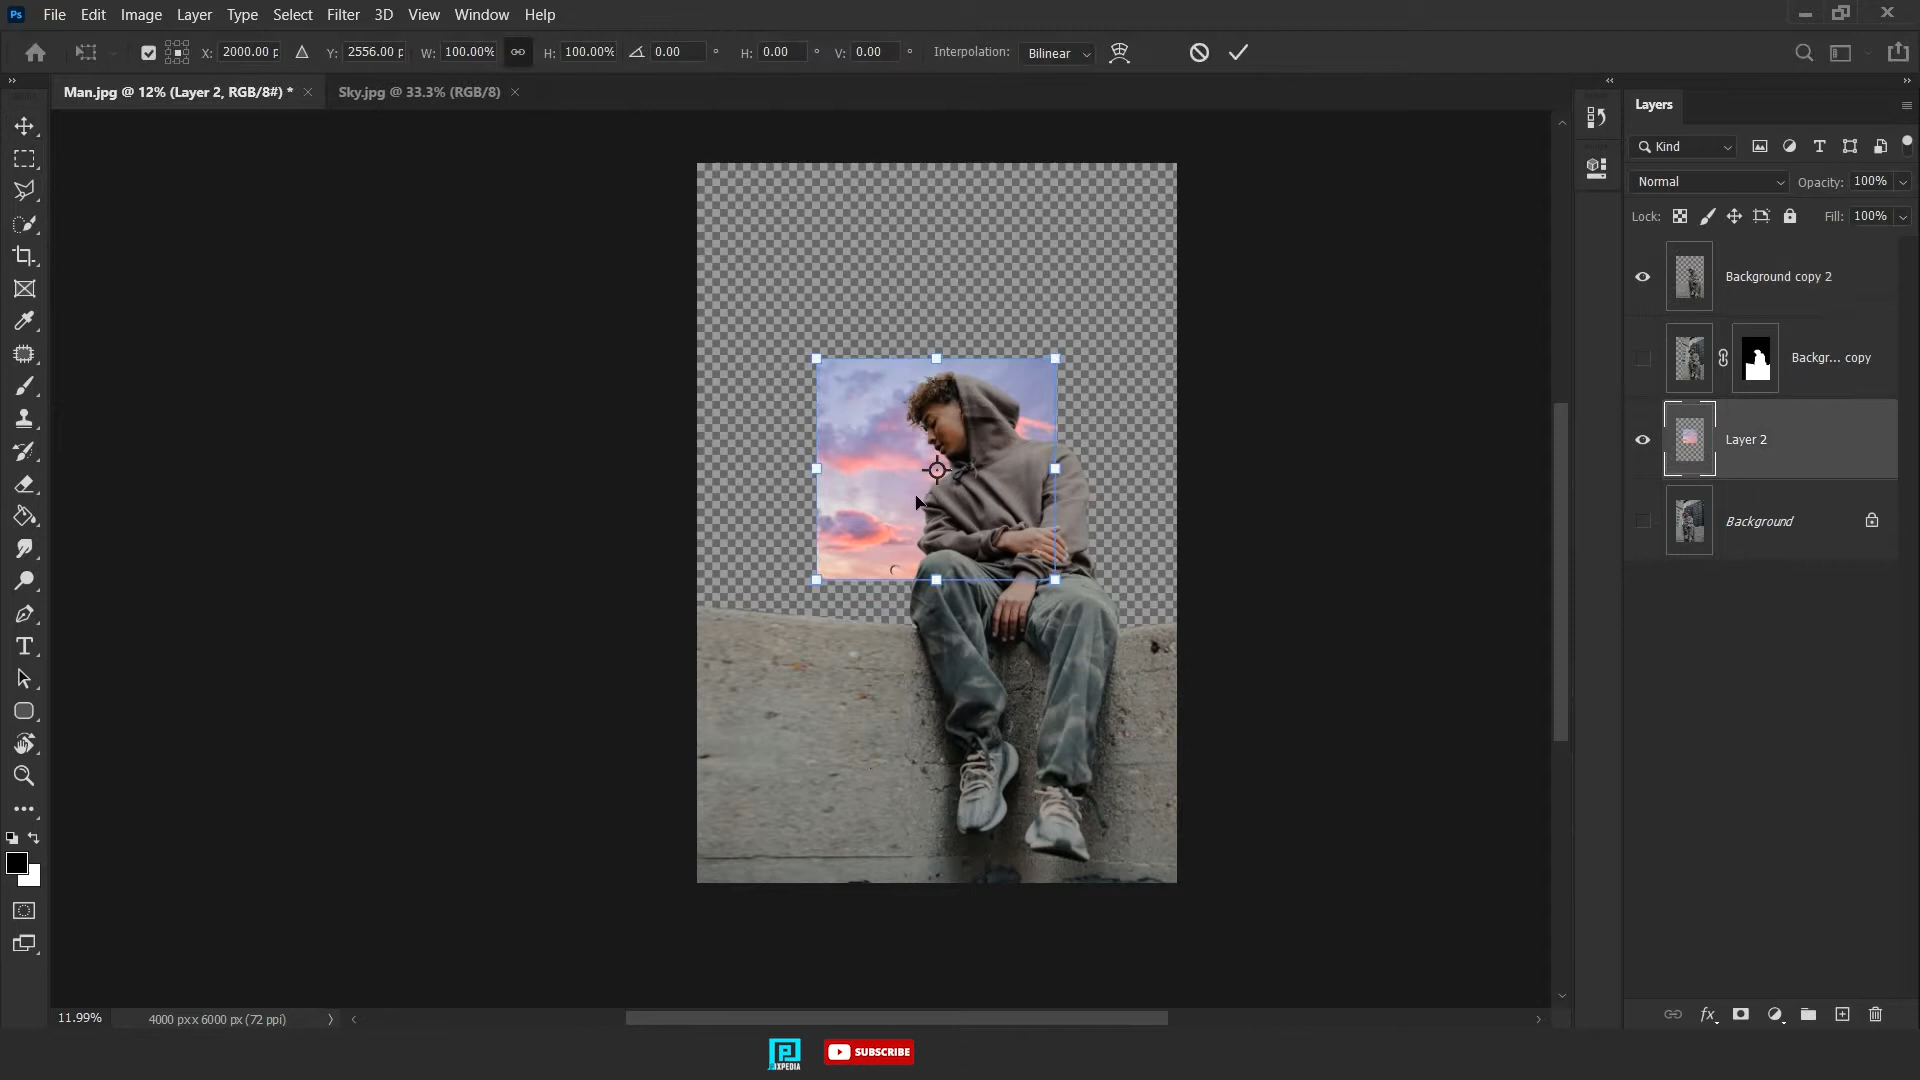 Ps File Edit Image Layer Type Select Filter 3D View Window Help
X: 2000.00 p Y: 2556.00 p W: 100.00% H: 100.00% 0.00 ° H: 0.00 ° V: 0.00 ° Interpolation: Bilinear
Man.jpg @ 12% (Layer 2, RGB/8#) * Sky.jpg @ 33.3% (RGB/8)
Layers
Kind
Normal Opacity: 100%
Lock: Fill: 100%
Background copy 2
Backgr... copy
Layer 2
Background
11.99% 4000 px x 6000 px (72 ppi)
fx
PIXPEDIA SUBSCRIBE